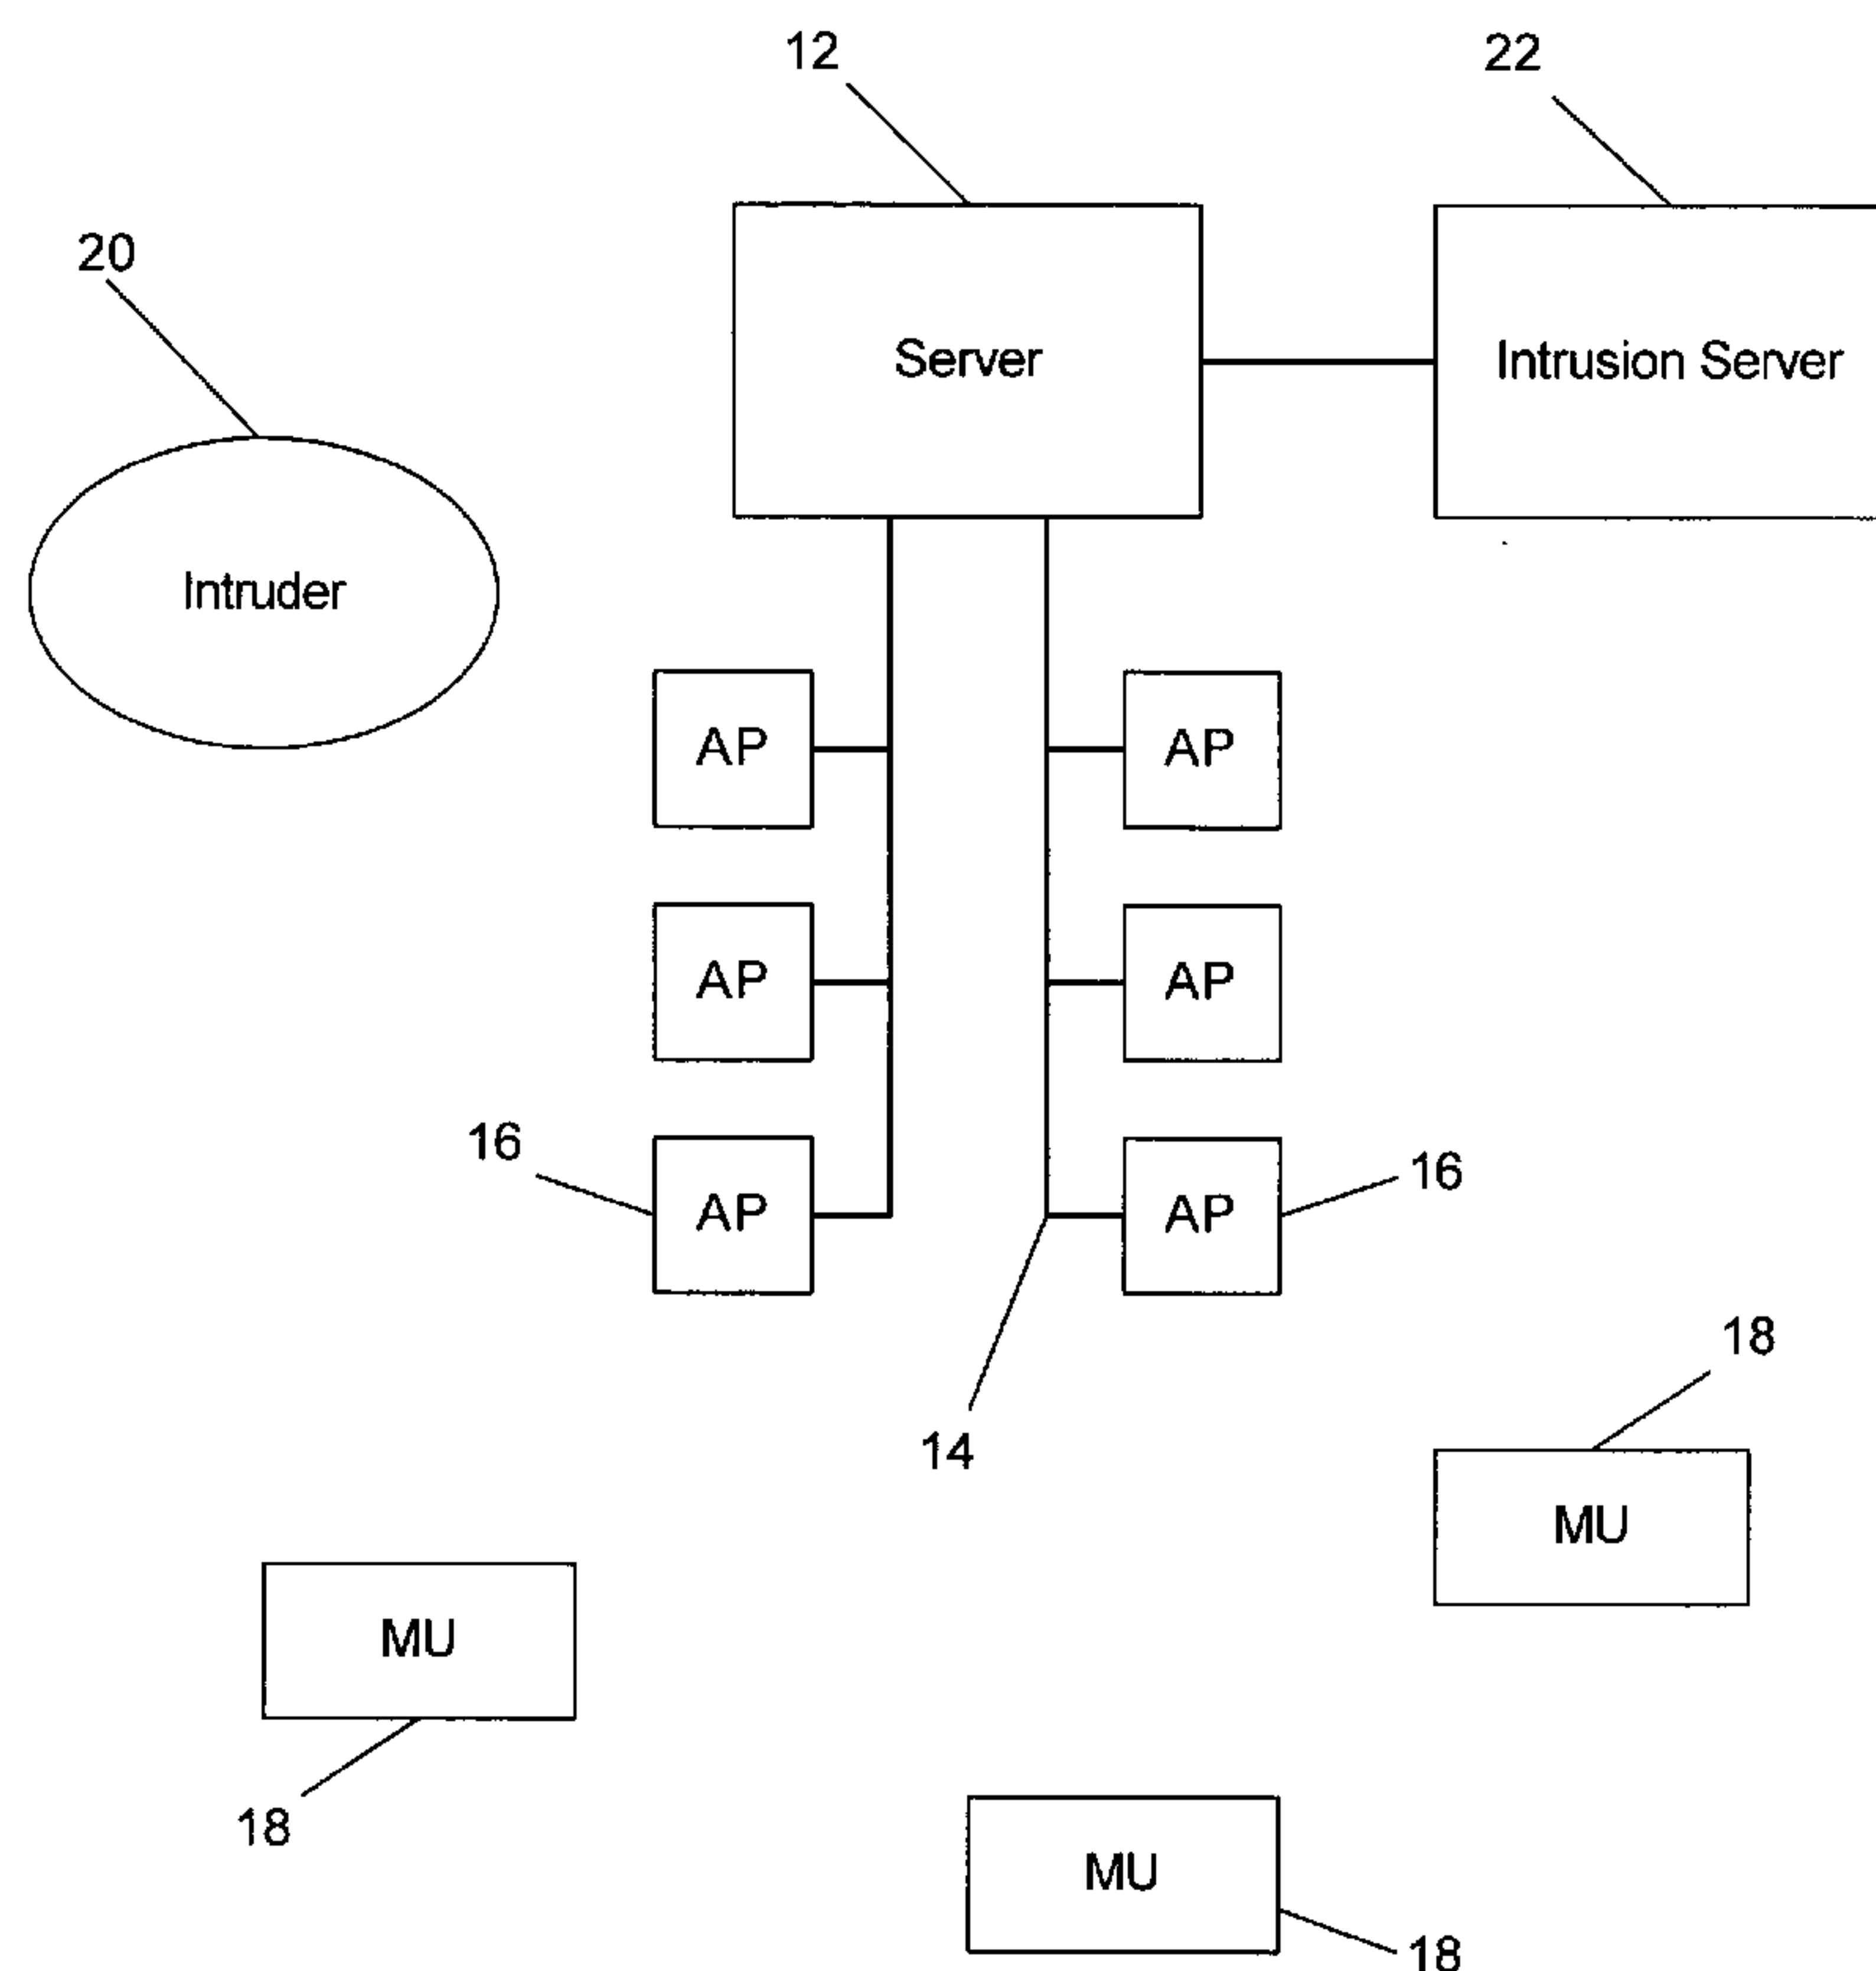 12
22
20
Server
Intrusion Server
Intruder
AP
AP
AP
AP
16
16
AP
AP
18
14
MU
MU
18
MU
18